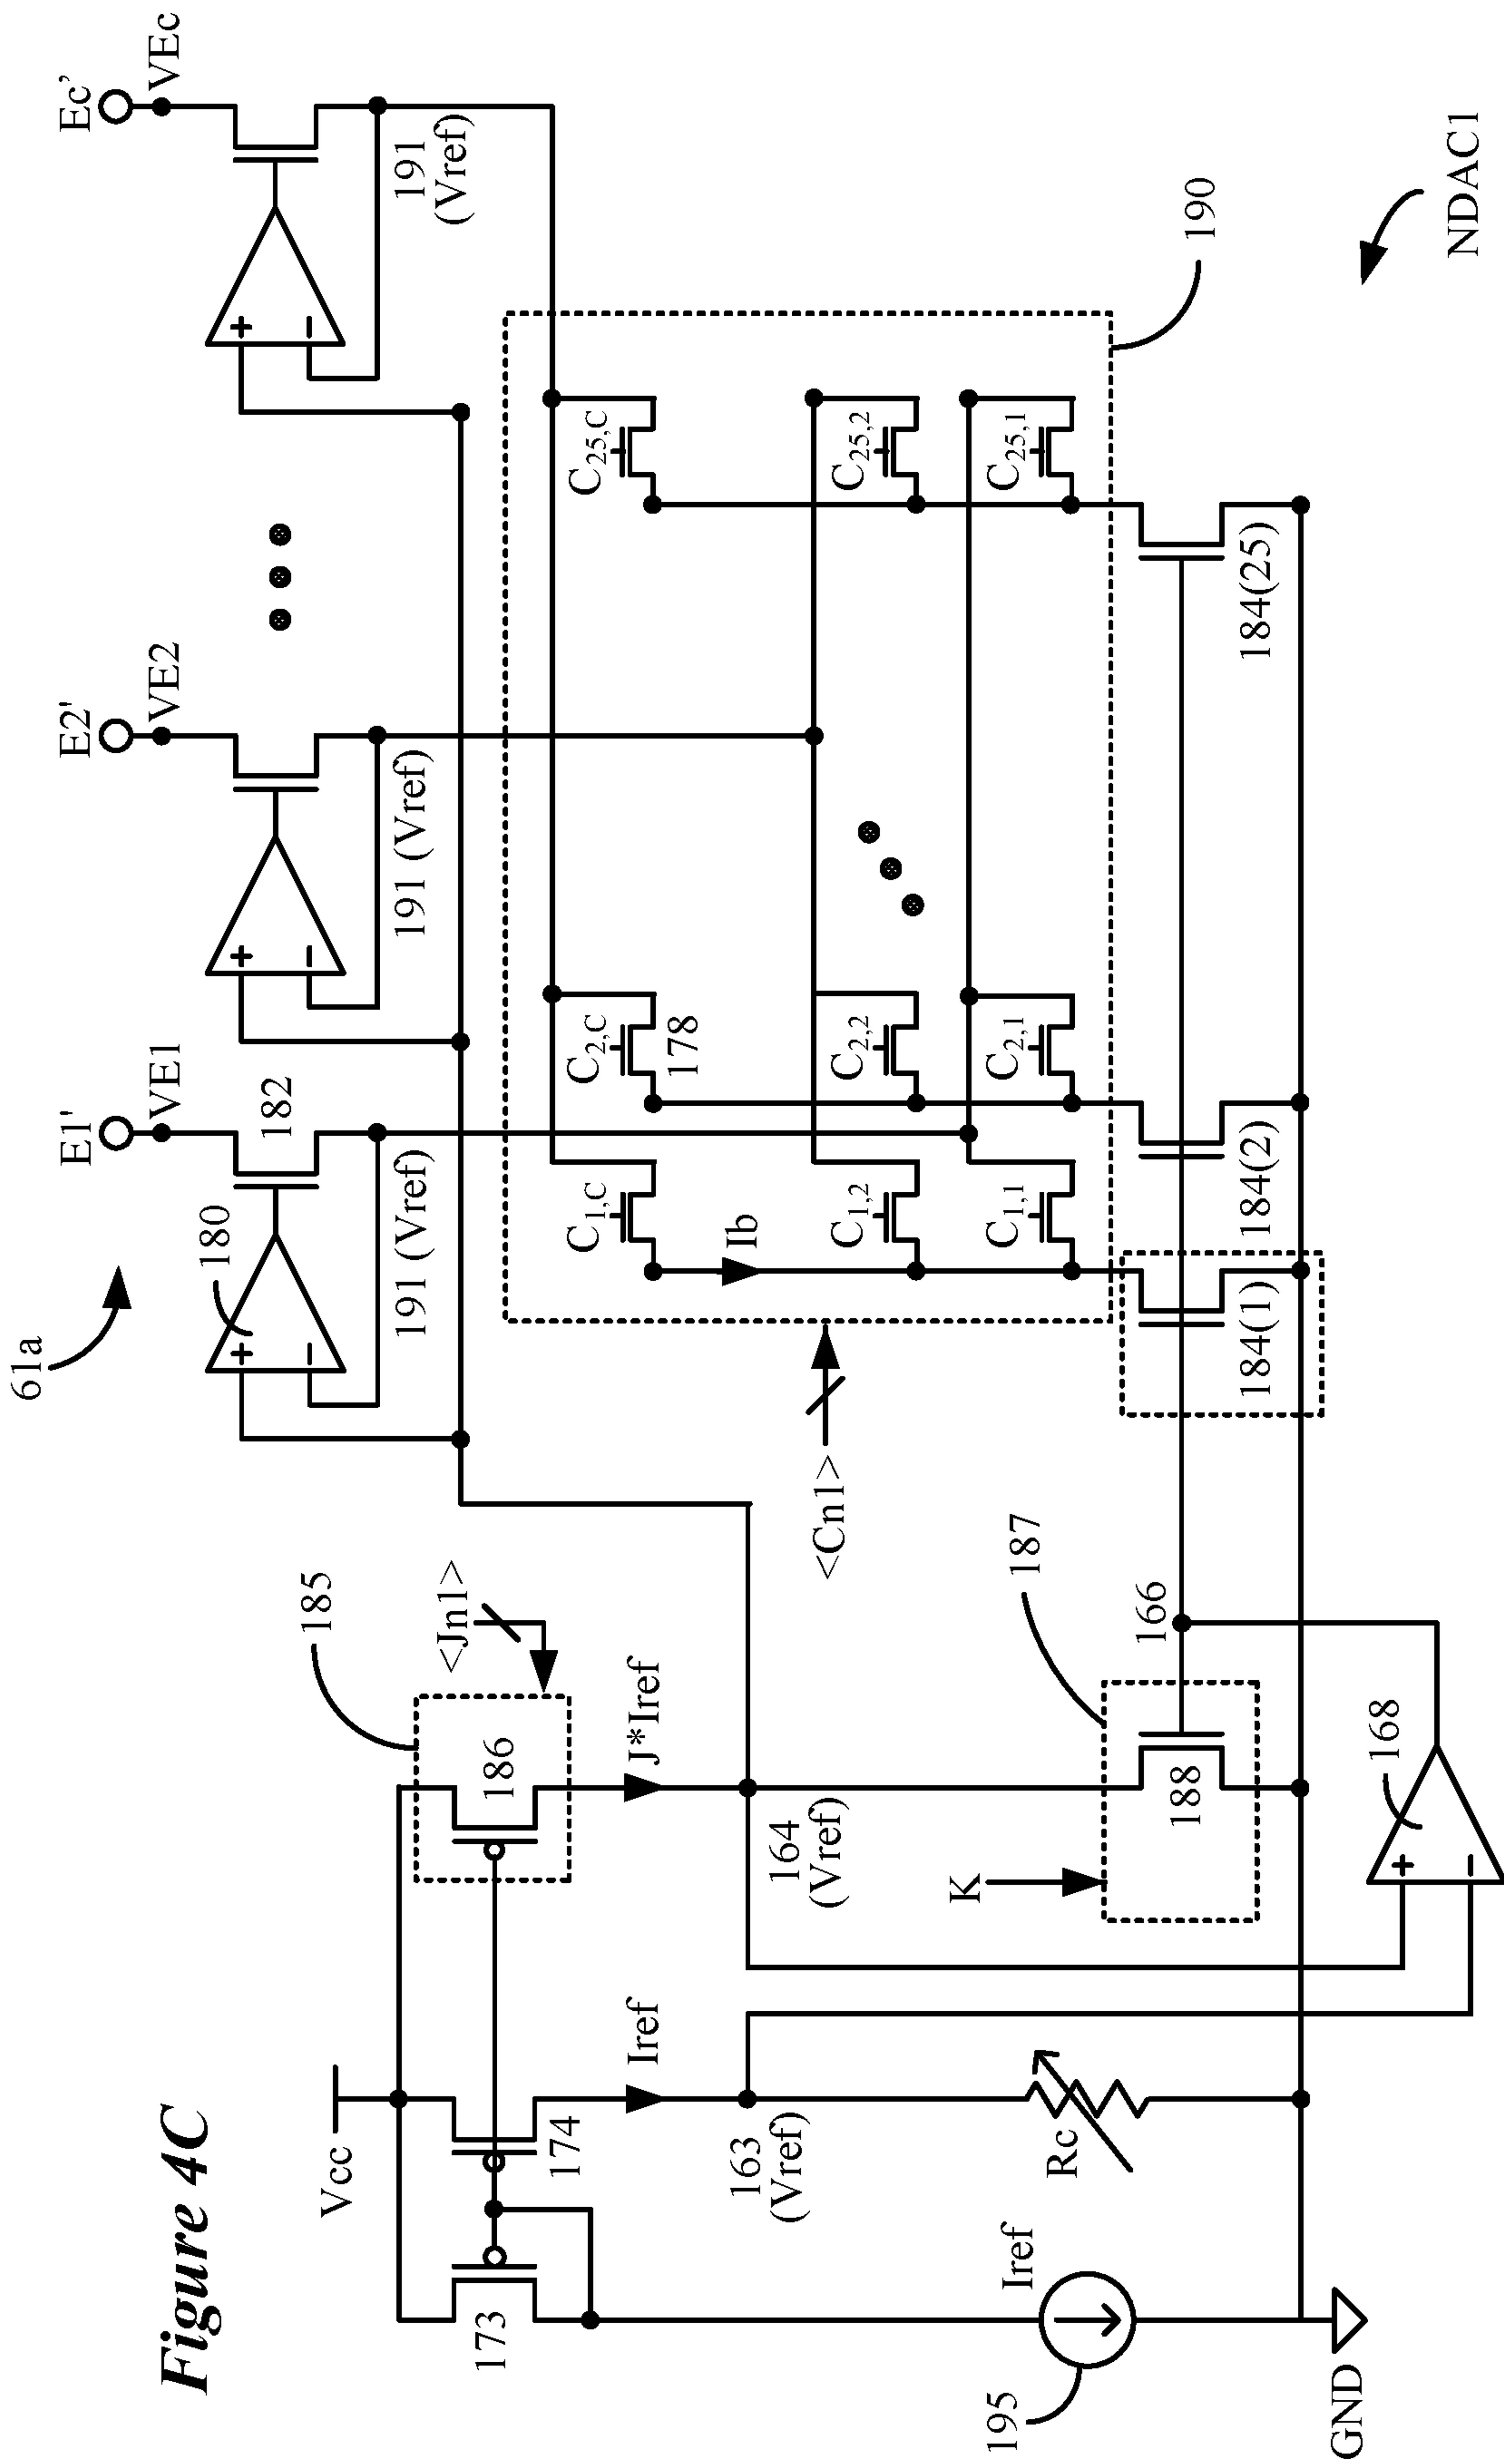 Figure 4C
61a
E1'
VE1
E2'
VE2
Ec’
VEc
Vcc
185
<Jn1>
180
182
191 (Vref)
191 (Vref)
191
(Vref)
173
174
186
Iref
J*Iref
163
(Vref)
164
(Vref)
<Cn1>
C1,C
C2,C
178
C25,C
Ib
C1,2
C2,2
C25,2
C1,1
C2,1
C25,1
190
195
Iref
Rc
K
187
166
188
184(1)
184(2)
184(25)
168
GND
NDAC1
+
-
+
-
+
-
+
-